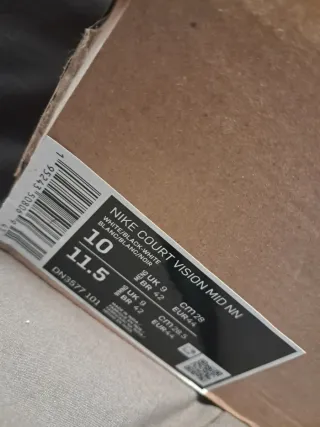 NIKE COURT VISION MID NN
WHITE/BLACK-WHITE
BLANC/BLANC/NOIR
10 UK 9 cm 28
BR 42 EUR 44
11.5 UK 9 cm 28.5
BR 42 EUR 44
DN3577 101